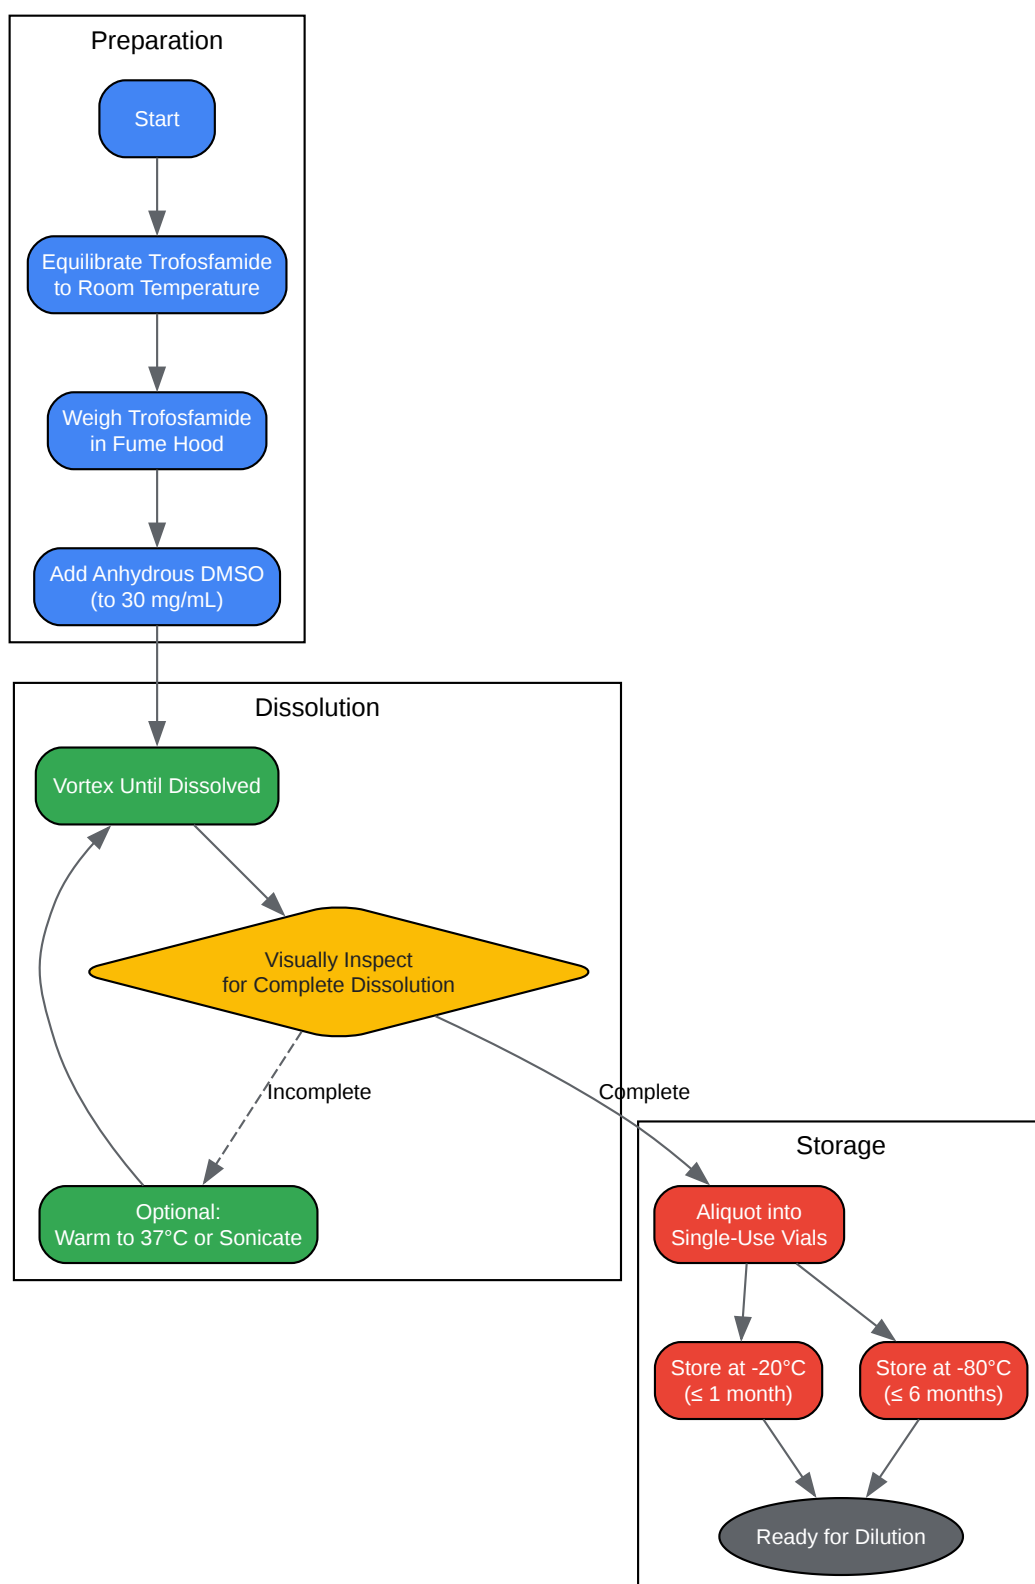 Preparation
Start
Equilibrate Trofosfamide
to Room Temperature
Weigh Trofosfamide
in Fume Hood
Add Anhydrous DMSO
(to 30 mg/mL)
Dissolution
Vortex Until Dissolved
Visually Inspect
for Complete Dissolution
Incomplete
Complete
Optional:
Warm to 37°C or Sonicate
Storage
Aliquot into
Single-Use Vials
Store at -20°C
(≤ 1 month)
Store at -80°C
(≤ 6 months)
Ready for Dilution